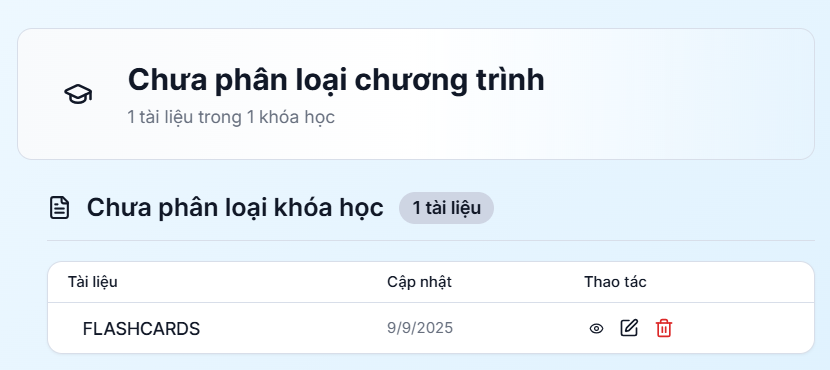 Chưa phân loại chương trình
1 tài liệu trong 1 khóa học
Chưa phân loại khóa học 1 tài liệu
Tài liệu Cập nhật Thao tác
FLASHCARDS 9/9/2025